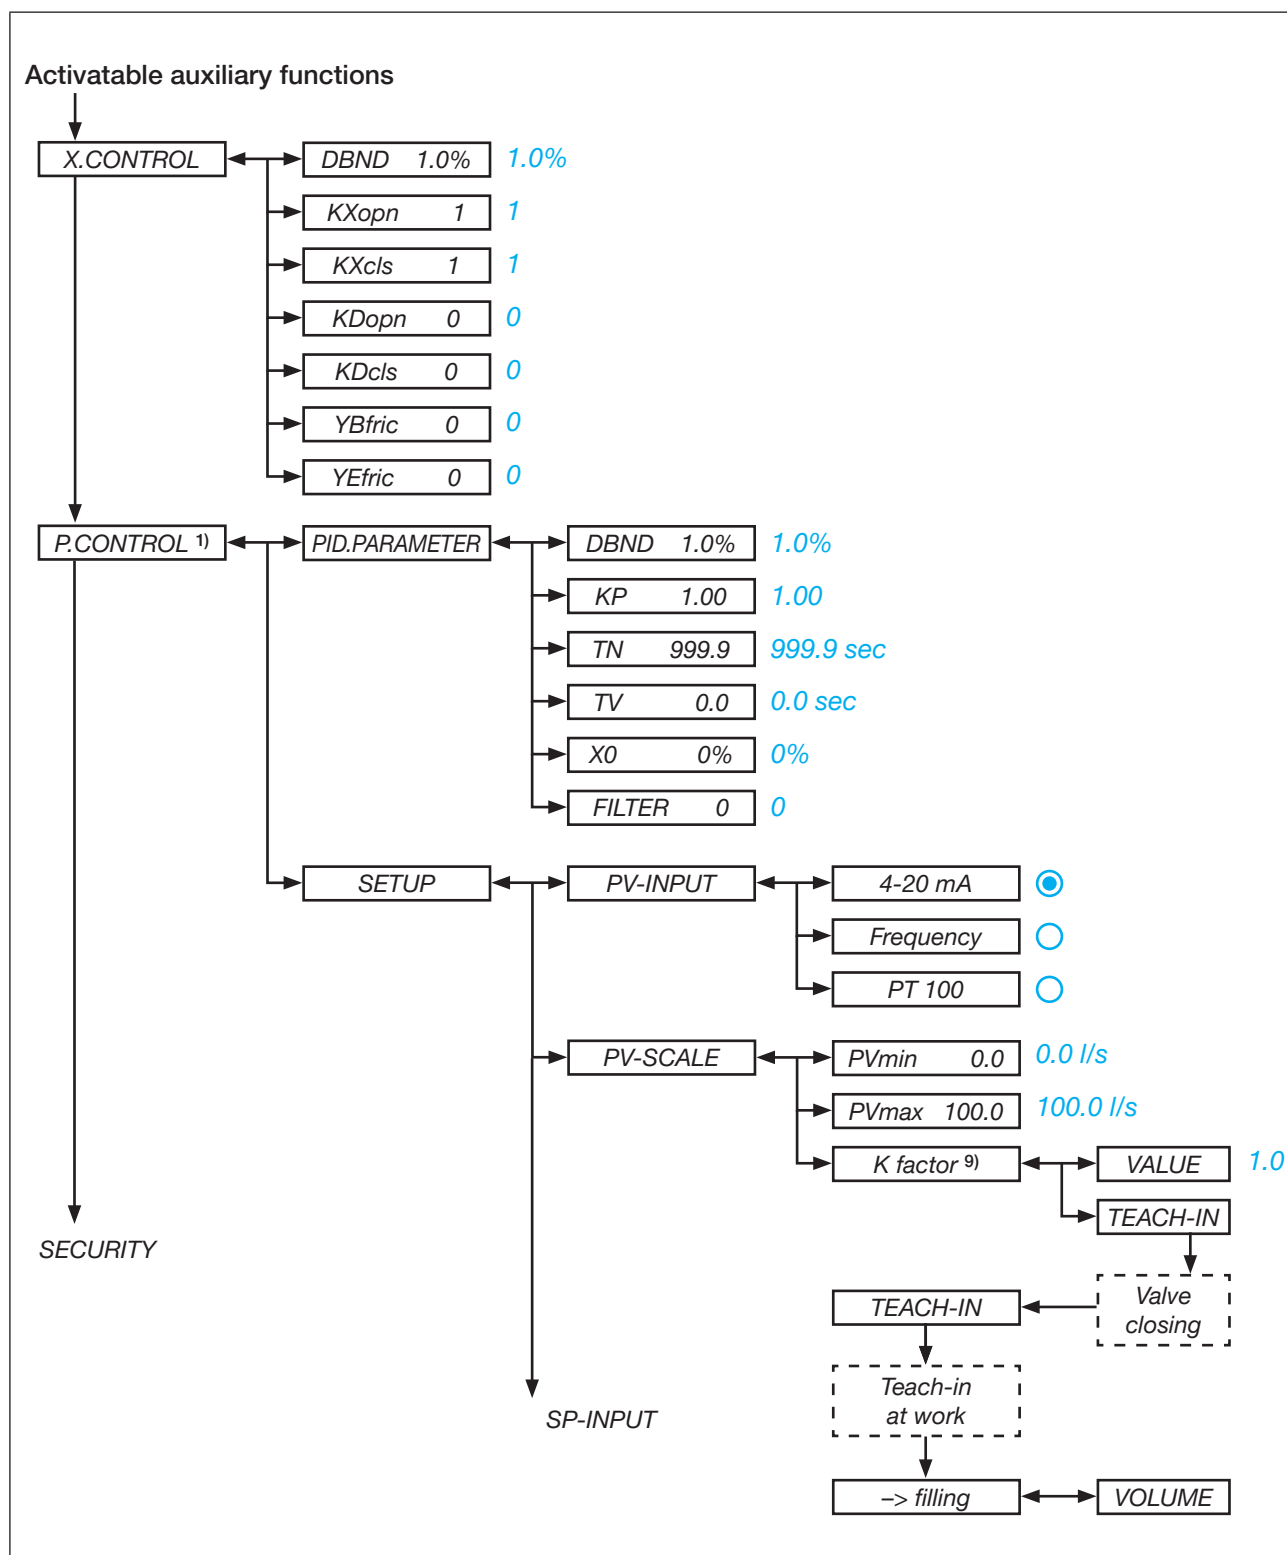 Activatable auxiliary functions
X.CONTROL
DBND 1.0% 1.0%
KXopn 1 1
KXcls 1 1
KDopn 0 0
KDcls 0 0
YBfric 0 0
YEfric 0 0
P.CONTROL 1)
PID.PARAMETER
DBND 1.0% 1.0%
KP 1.00 1.00
TN 999.9 999.9 sec
TV 0.0 0.0 sec
X0 0% 0%
FILTER 0 0
SETUP
PV-INPUT
4-20 mA
Frequency
PT 100
PV-SCALE
PVmin 0.0 0.0 l/s
PVmax 100.0 100.0 l/s
K factor 9)
VALUE 1.0
TEACH-IN
SECURITY
Valve
closing
TEACH-IN
Teach-in
at work
SP-INPUT
–> filling
VOLUME